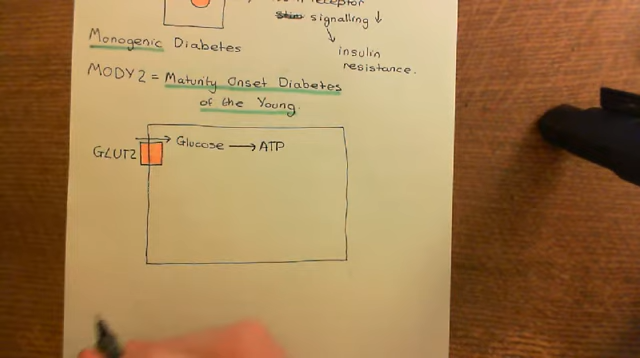 receptor
signalling ↓
insulin
resistance.
Monogenic Diabetes
MODY2 = Maturity Onset Diabetes
of the Young.
GLUT2
Glucose → ATP